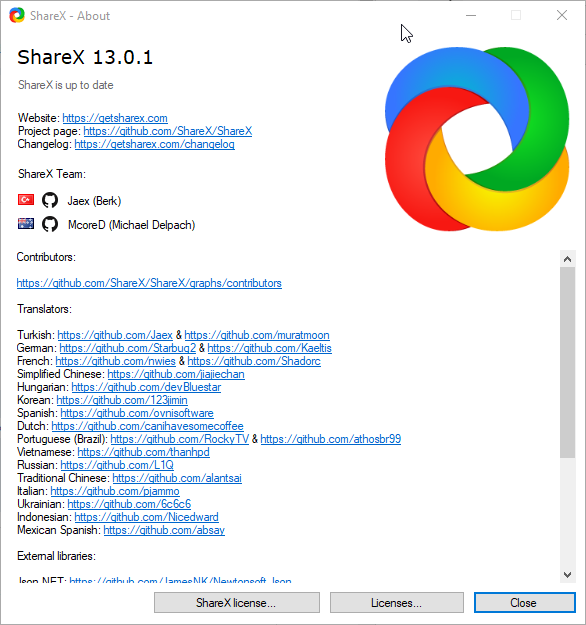 ShareX - About
ShareX 13.0.1
ShareX is up to date
Website: https://getsharex.com
Project page: https://github.com/ShareX/ShareX
Changelog: https://getsharex.com/changelog
ShareX Team:
Jaex (Berk)
McoreD (Michael Delpach)
Contributors:
https://github.com/ShareX/ShareX/graphs/contributors
Translators:
Turkish: https://github.com/Jaex & https://github.com/muratmoon
German: https://github.com/Starbug2 & https://github.com/Kaeltis
French: https://github.com/nwies & https://github.com/Shadorc
Simplified Chinese: https://github.com/jiajiechan
Hungarian: https://github.com/devBluestar
Korean: https://github.com/123jimin
Spanish: https://github.com/ovnisoftware
Dutch: https://github.com/canihavesomecoffee
Portuguese (Brazil): https://github.com/RockyTV & https://github.com/athosbr99
Vietnamese: https://github.com/thanhpd
Russian: https://github.com/L1Q
Traditional Chinese: https://github.com/alantsai
Italian: https://github.com/pjammo
Ukrainian: https://github.com/6c6c6
Indonesian: https://github.com/Nicedward
Mexican Spanish: https://github.com/absay
External libraries:
Json.NET: https://github.com/JamesNK/Newtonsoft.Json
ShareX license... Licenses... Close